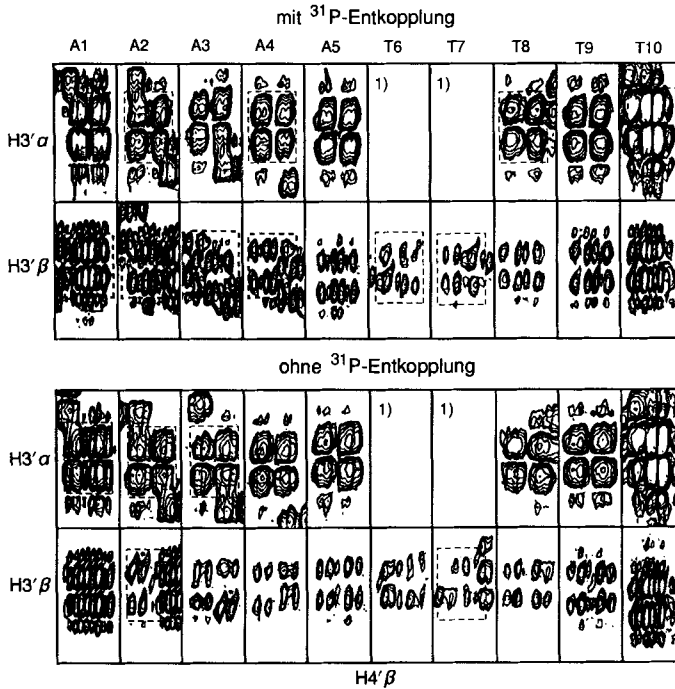 mit ³¹P-Entkopplung
A1 A2 A3 A4 A5 T6 T7 T8 T9 T10
1) 1)
H3'α
H3'β
ohne ³¹P-Entkopplung
1) 1)
H3'α
H3'β
H4'β